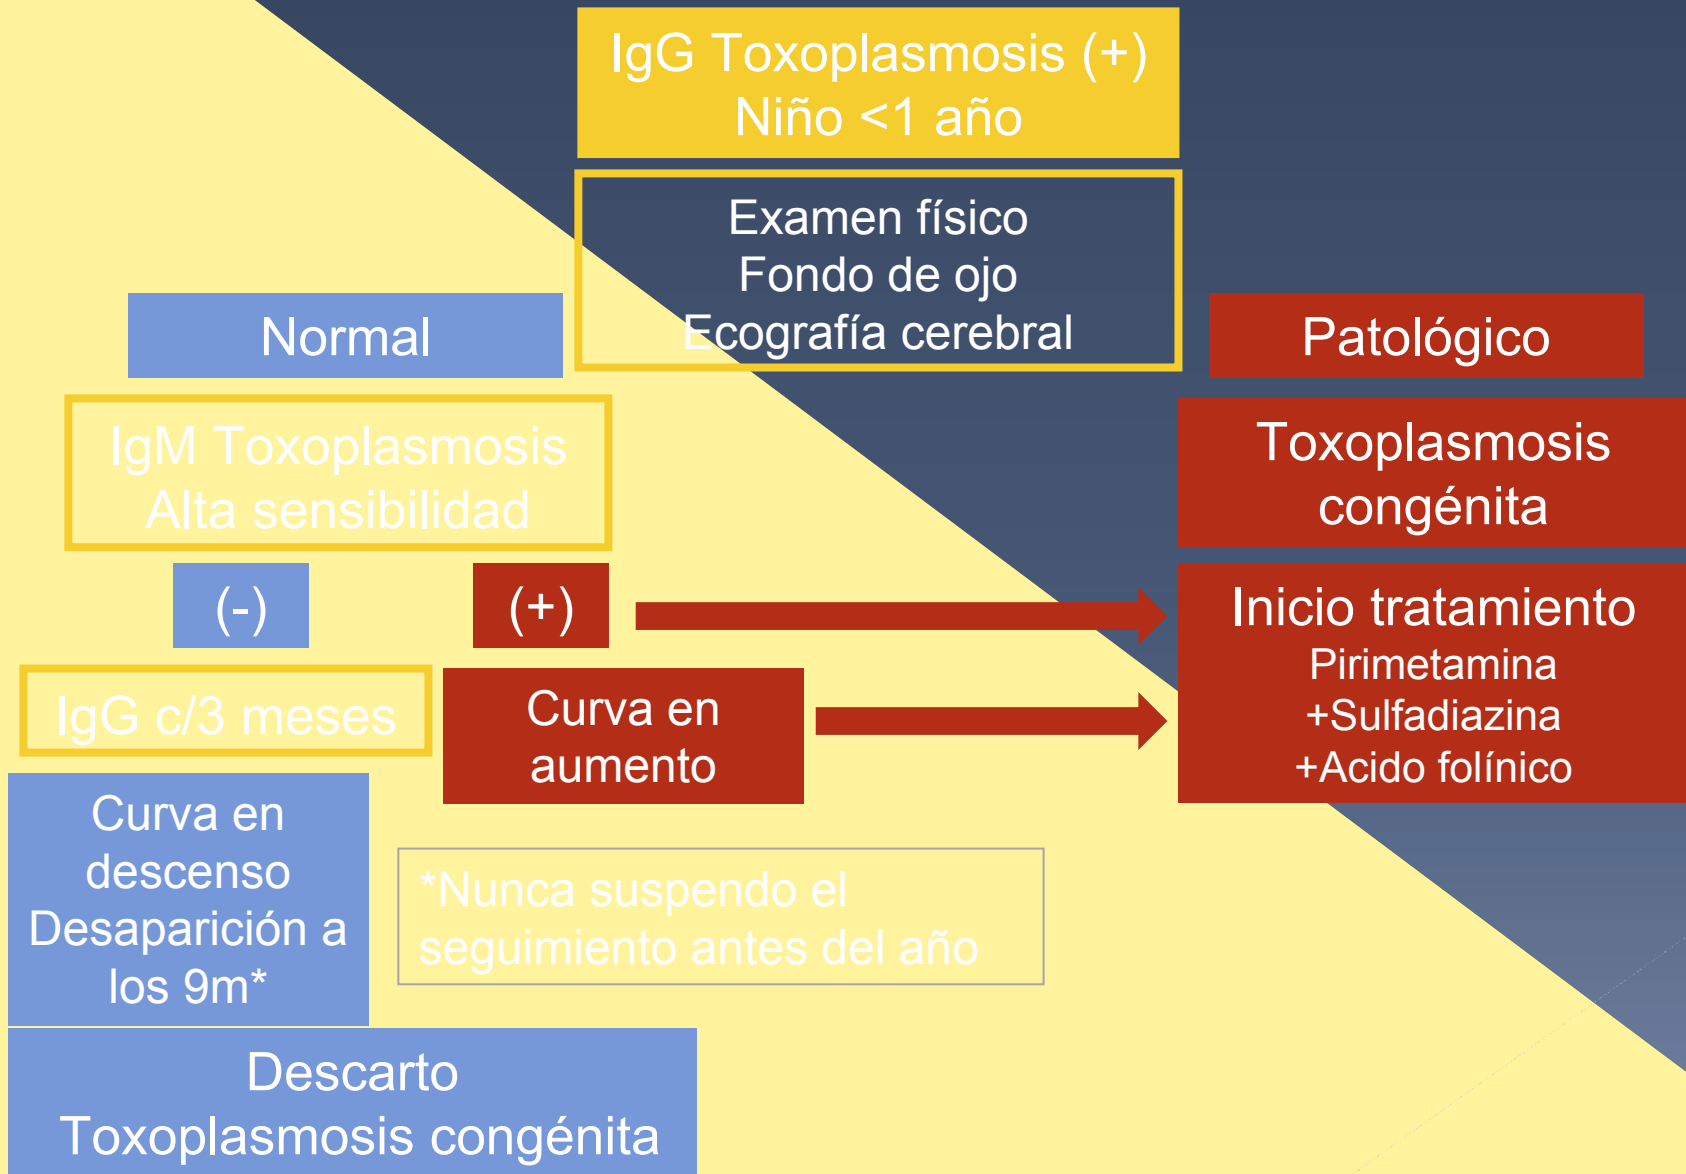 IgG Toxoplasmosis (+)
Niño <1 año
Examen físico
Fondo de ojo
Ecografía cerebral
Normal
Patológico
IgM Toxoplasmosis
Alta sensibilidad
Toxoplasmosis
congénita
(-)
(+)
Inicio tratamiento
Pirimetamina
+Sulfadiazina
+Acido folínico
IgG c/3 meses
Curva en
aumento
Curva en
descenso
Desaparición a
los 9m*
*Nunca suspendo el
seguimiento antes del año
Descarto
Toxoplasmosis congénita